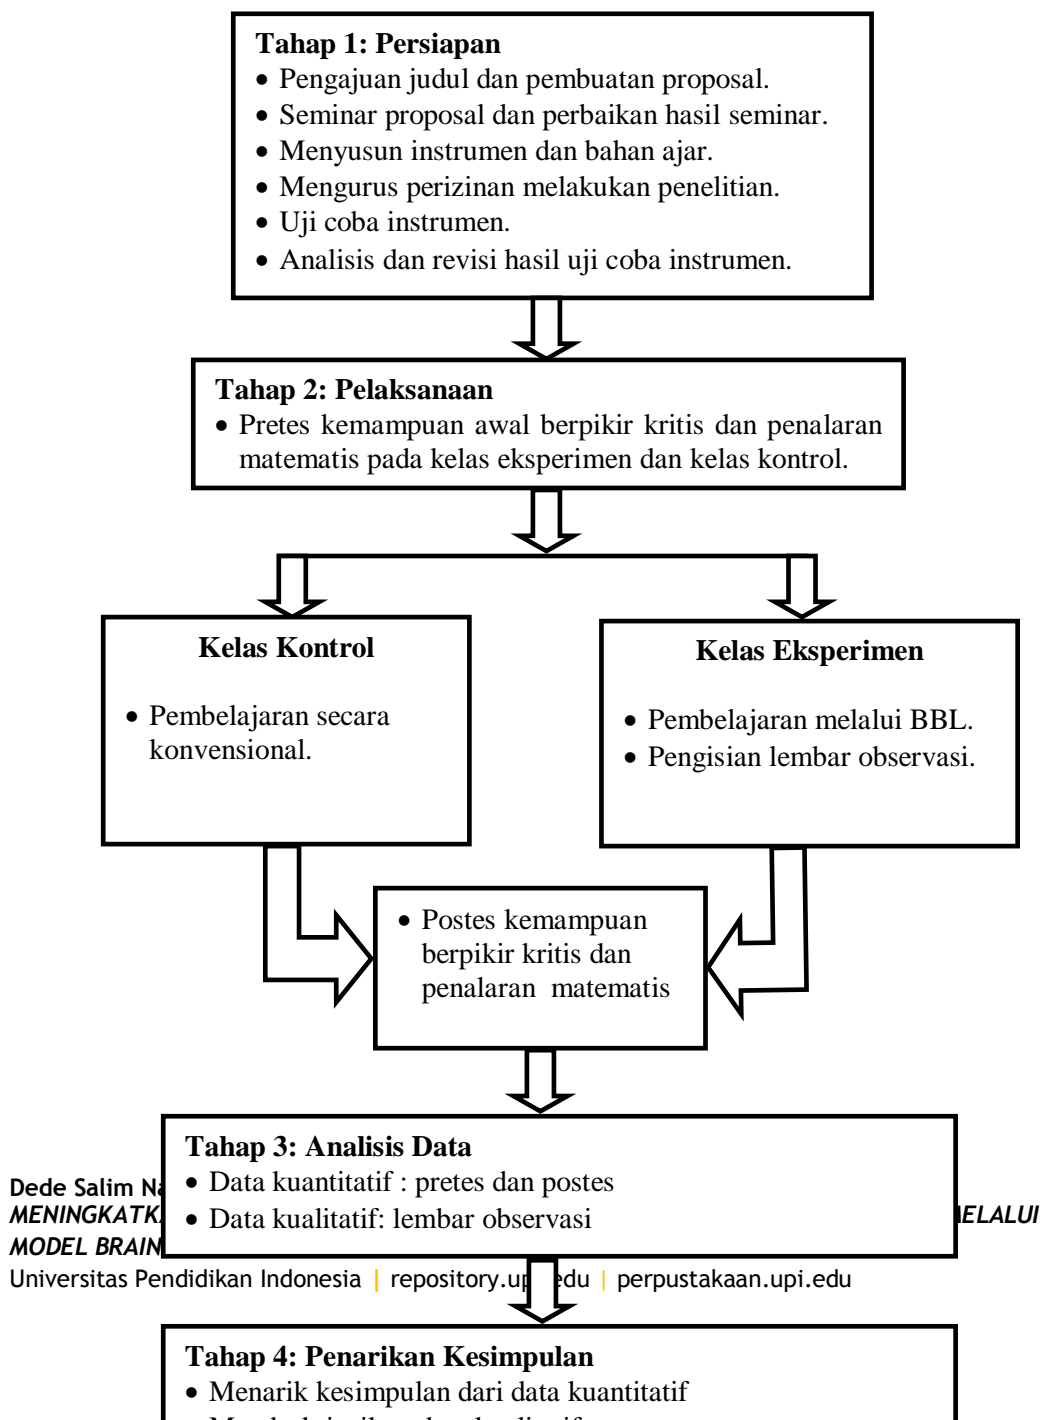 Tahap 1: Persiapan
• Pengajuan judul dan pembuatan proposal.
• Seminar proposal dan perbaikan hasil seminar.
• Menyusun instrumen dan bahan ajar.
• Mengurus perizinan melakukan penelitian.
• Uji coba instrumen.
• Analisis dan revisi hasil uji coba instrumen.
Tahap 2: Pelaksanaan
• Pretes kemampuan awal berpikir kritis dan penalaran
matematis pada kelas eksperimen dan kelas kontrol.
Kelas Kontrol
• Pembelajaran secara
konvensional.
Kelas Eksperimen
• Pembelajaran melalui BBL.
• Pengisian lembar observasi.
• Postes kemampuan
berpikir kritis dan
penalaran matematis
Tahap 3: Analisis Data
• Data kuantitatif : pretes dan postes
• Data kualitatif: lembar observasi
Dede Salim
MODEL BRAIN
Universitas Pendidikan Indonesia | | perpustakaan.upi.edu
Tahap 4: Penarikan Kesimpulan
• Menarik kesimpulan dari data kuantitatif